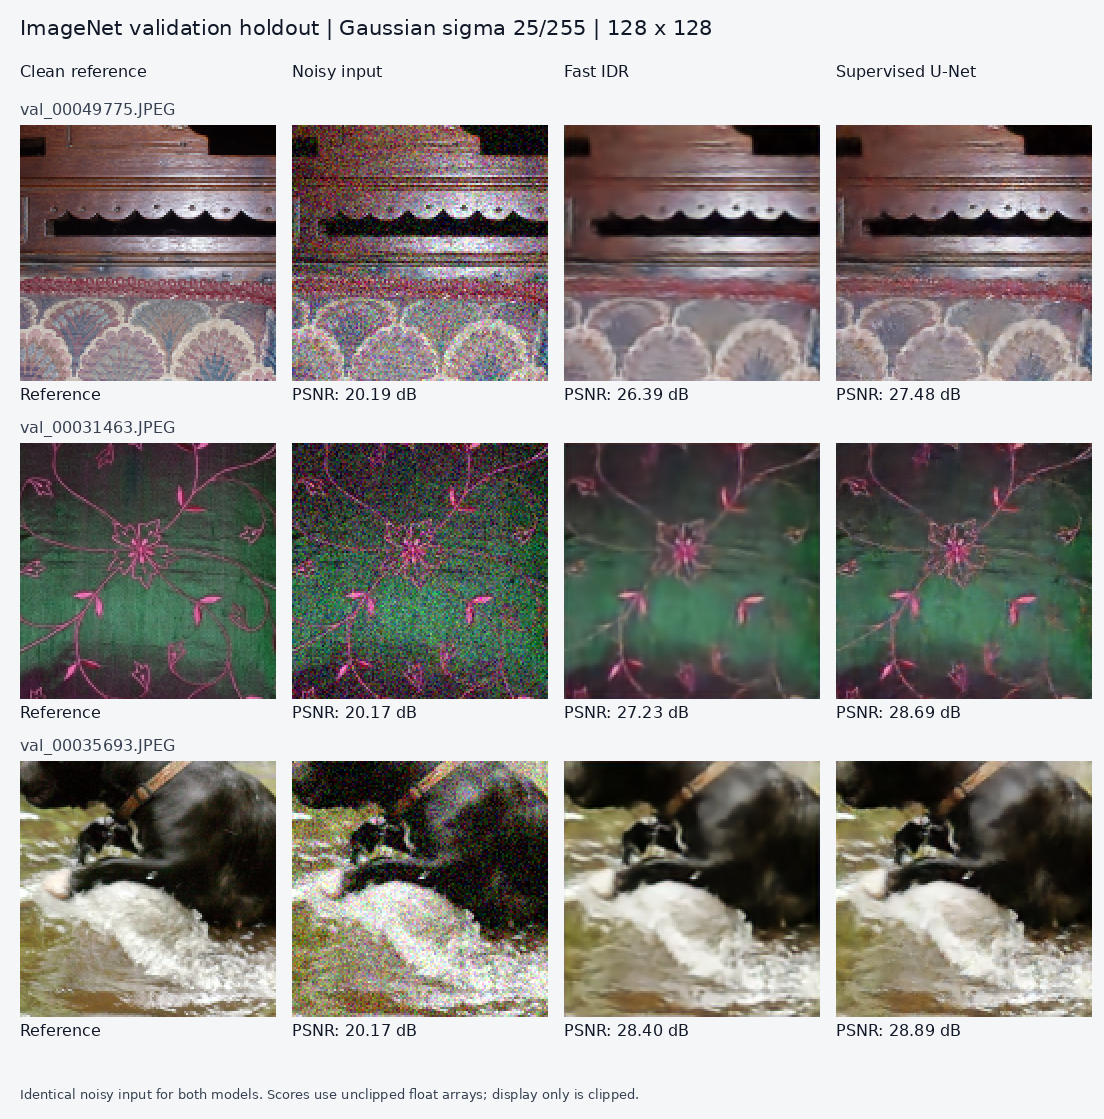 ImageNet validation holdout | Gaussian sigma 25/255 | 128 x 128
Clean reference Noisy input Fast IDR Supervised U-Net
val_00049775.JPEG
Reference PSNR: 20.19 dB PSNR: 26.39 dB PSNR: 27.48 dB
val_00031463.JPEG
Reference PSNR: 20.17 dB PSNR: 27.23 dB PSNR: 28.69 dB
val_00035693.JPEG
Reference PSNR: 20.17 dB PSNR: 28.40 dB PSNR: 28.89 dB
Identical noisy input for both models. Scores use unclipped float arrays; display only is clipped.